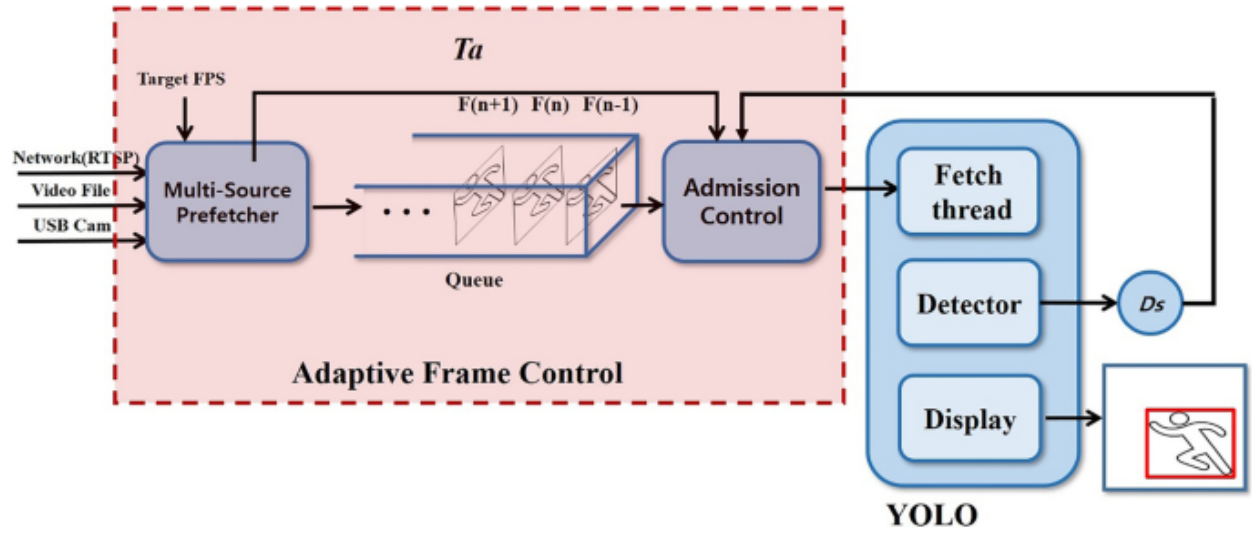 Ta
Target FPS
F(n+1) F(n) F(n-1)
Network(RTSP)
Video File
USB Cam
Multi-Source
Prefetcher
• • •
Queue
Admission
Control
Fetch
thread
Detector
Ds
Display
Adaptive Frame Control
YOLO